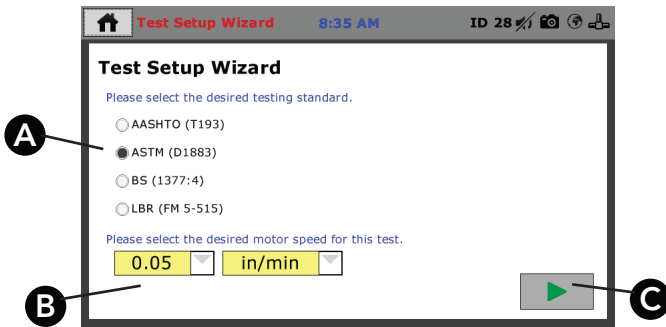 Test Setup Wizard 8:35 AM ID 28
Test Setup Wizard
Please select the desired testing standard.
AASHTO (T193)
A
ASTM (D1883)
BS (1377:4)
LBR (FM 5-515)
Please select the desired motor speed for this test.
0.05 in/min
B
C